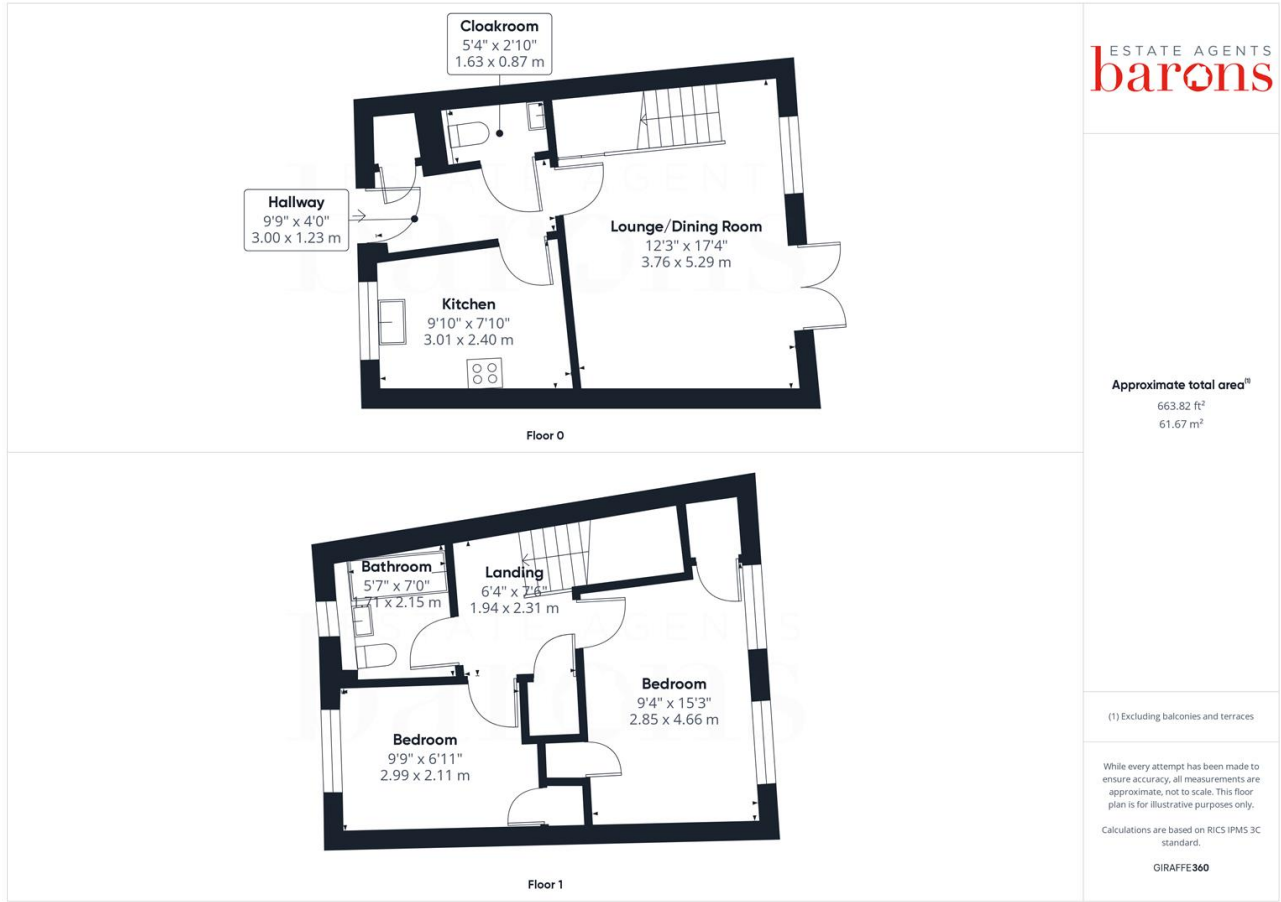 Cloakroom
5'4" x 2'10"
1.63 x 0.87 m
Hallway
9'9" x 4'0"
3.00 x 1.23 m
Lounge/Dining Room
12'3" x 17'4"
3.76 x 5.29 m
Kitchen
9'10" x 7'10"
3.01 x 2.40 m
Floor 0
Bathroom
5'7" x 7'0"
71 x 2.15 m
Landing
6'4" x 7'6"
1.94 x 2.31 m
Bedroom
9'4" x 15'3"
2.85 x 4.66 m
Bedroom
9'9" x 6'11"
2.99 x 2.11 m
Floor 1
ESTATE AGENTS
barons
ESTATE AGENTS
barons
ESTATE AGENTS
barons
Approximate total area(1)
663.82 ft²
61.67 m²
(1) Excluding balconies and terraces
While every attempt has been made to
ensure accuracy, all measurements are
approximate, not to scale. This floor
plan is for illustrative purposes only.
Calculations are based on RICS IPMS 3C
standard.
GIRAFFE360